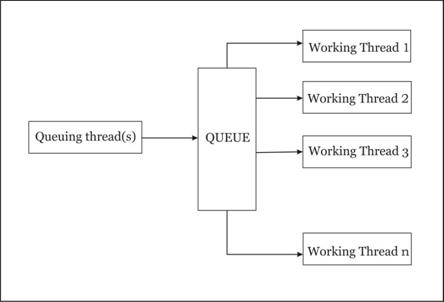 Working Thread 1
Working Thread 2
Queuing thread(s)
QUEUE
Working Thread 3
Working Thread n